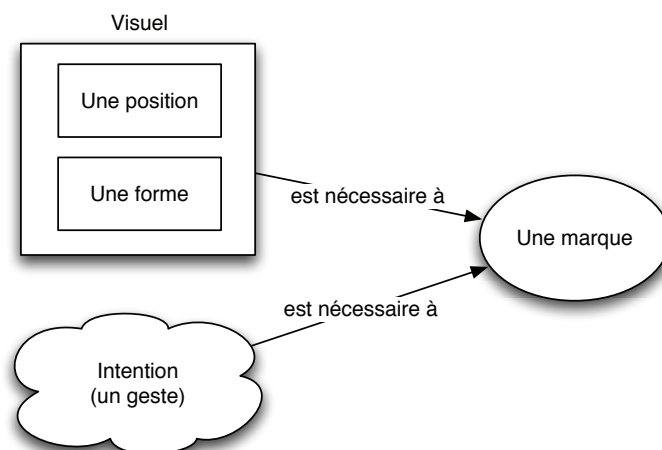 Visuel
Une position
Une forme
est nécessaire à
Une marque
est nécessaire à
Intention
(un geste)